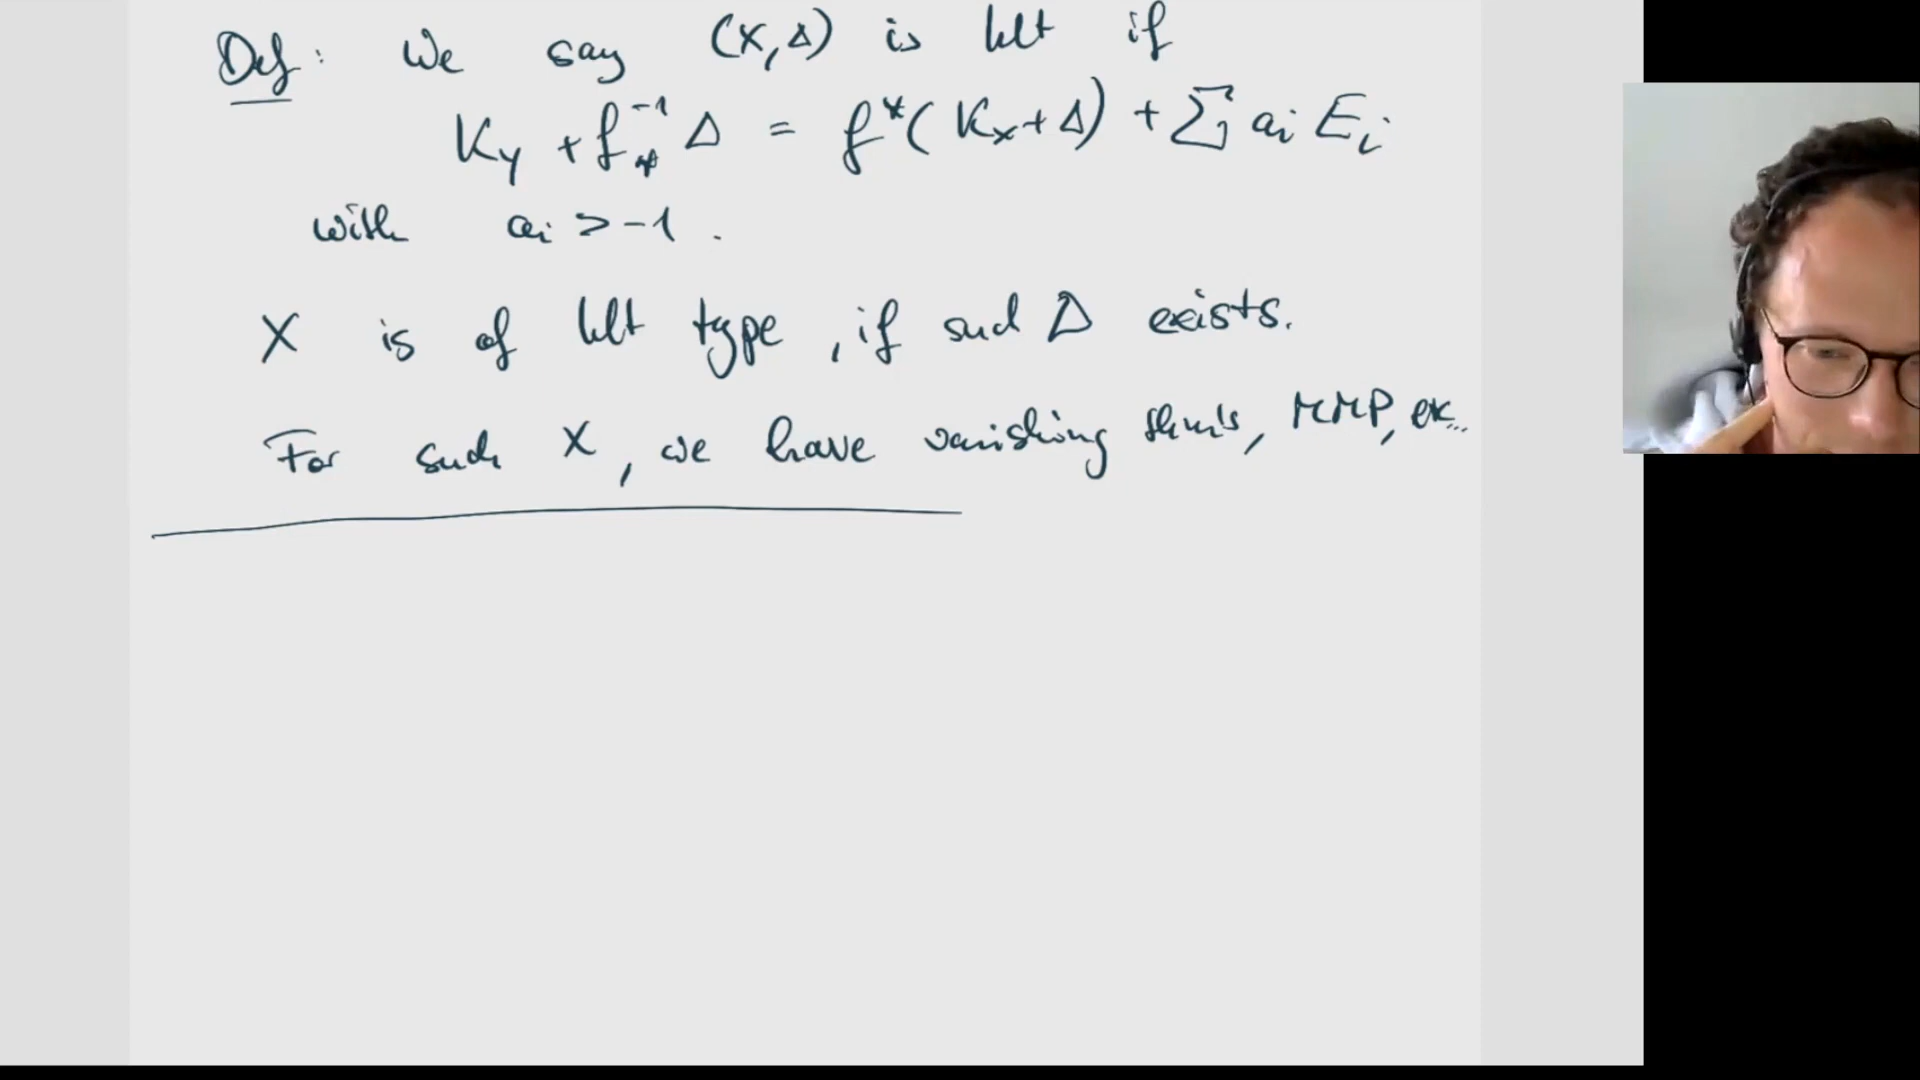 Def: We say (X, Δ) is klt if
K_Y + f_*^{-1} Δ = f^*(K_X + Δ) + Σ a_i E_i
with a_i > -1.
X is of klt type, if such Δ exists.
For such X, we have vanishing thm's, MMP, etc...